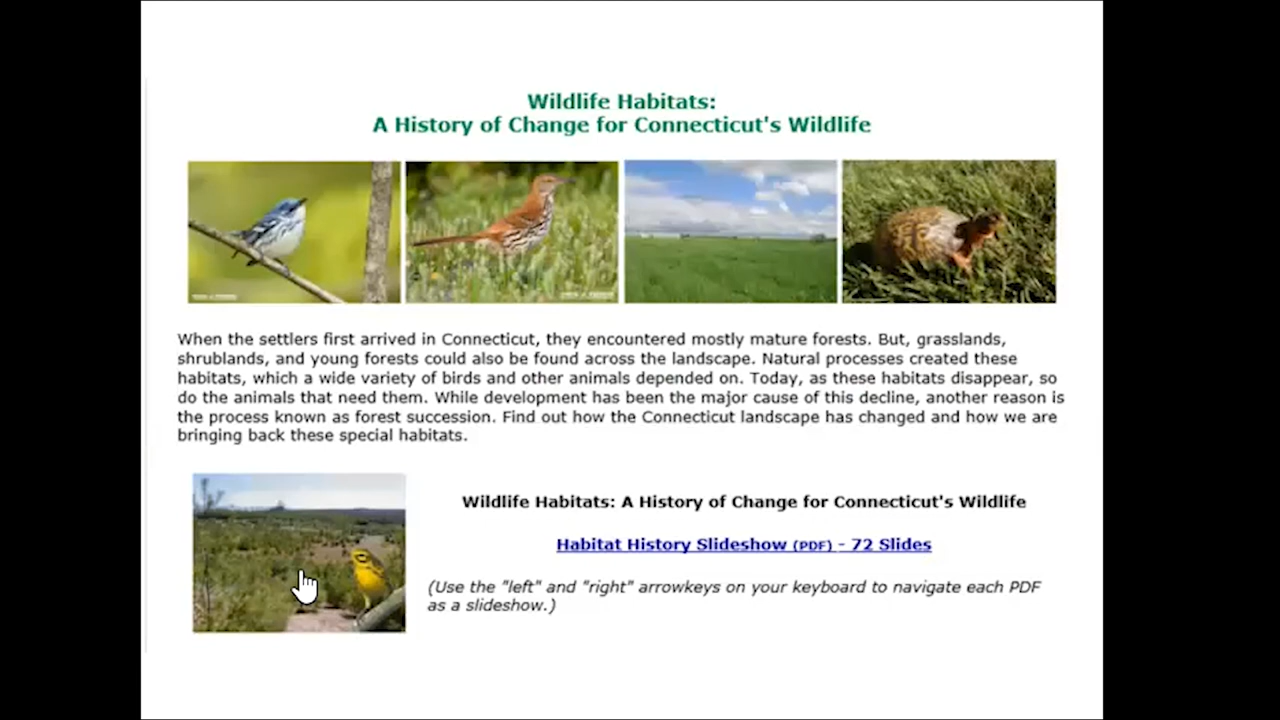 Wildlife Habitats:
A History of Change for Connecticut's Wildlife
When the settlers first arrived in Connecticut, they encountered mostly mature forests. But, grasslands,
shrublands, and young forests could also be found across the landscape. Natural processes created these
habitats, which a wide variety of birds and other animals depended on. Today, as these habitats disappear, so
do the animals that need them. While development has been the major cause of this decline, another reason is
the process known as forest succession. Find out how the Connecticut landscape has changed and how we are
bringing back these special habitats.
Wildlife Habitats: A History of Change for Connecticut's Wildlife
Habitat History Slideshow (PDF) - 72 Slides
(Use the "left" and "right" arrowkeys on your keyboard to navigate each PDF
as a slideshow.)